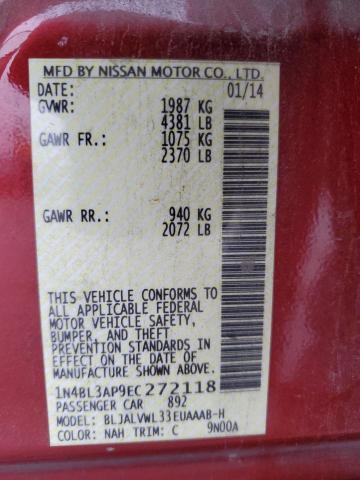 MFD BY NISSAN MOTOR CO., LTD.
DATE: 01/14
GVWR: 1987 KG
4381 LB
GAWR FR.: 1075 KG
2370 LB
GAWR RR.: 940 KG
2072 LB
THIS VEHICLE CONFORMS TO
ALL APPLICABLE FEDERAL
MOTOR VEHICLE SAFETY,
BUMPER, AND THEFT
PREVENTION STANDARDS IN
EFFECT ON THE DATE OF
MANUFACTURE SHOWN ABOVE.
1N4BL3AP9EC272118
PASSENGER CAR 892
MODEL: BLJALVWL33EUAAAB-H
COLOR: NAH TRIM: C 9N00A